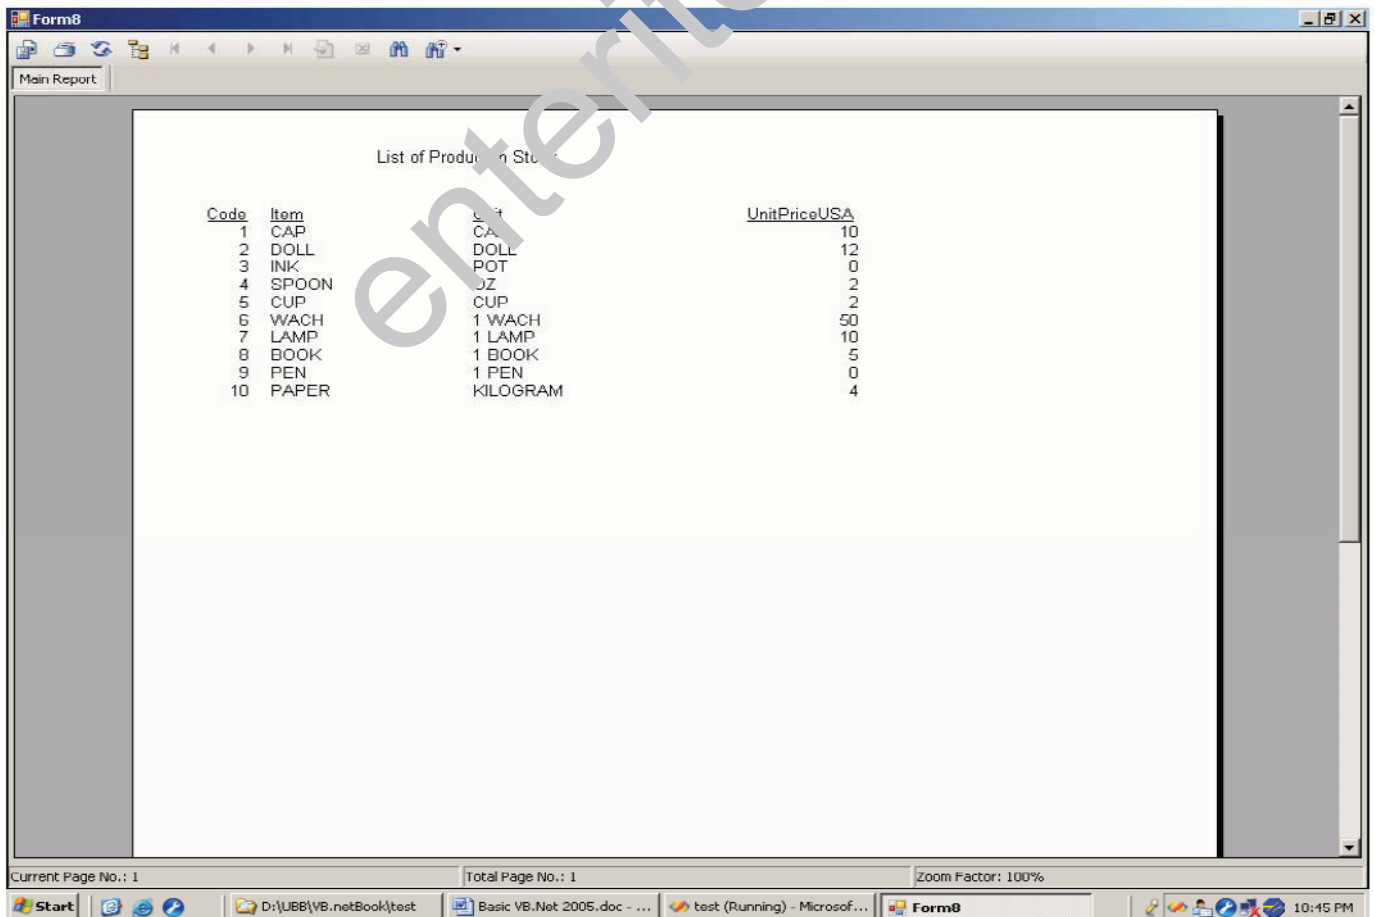 Form8
Main Report
List of in
Code Item UnitPriceUSA
1 CAP 10
2 DOLL DOLL 12
3 INK POT 0
4 SPOON 2
5 CUP CUP 2
6 WACH 1 WACH 50
7 LAMP 1 LAMP 10
8 BOOK 1 BOOK 5
9 PEN 1 PEN 0
10 PAPER KILOGRAM 4
Current Page No.: 1 Total Page No.: 1 Zoom Factor: 100%
Start D:\UBB\VB.netBook\test Basic VB.Net 2005.doc - ... test (Running) - Microsof... Form8 10:45 PM